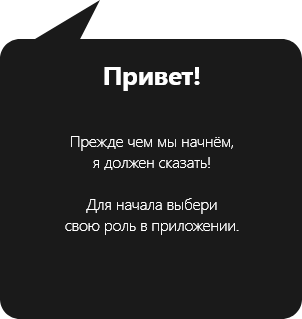 Привет!
Прежде чем мы начнём,
я должен сказать!
Для начала выбери
свою роль в приложении.